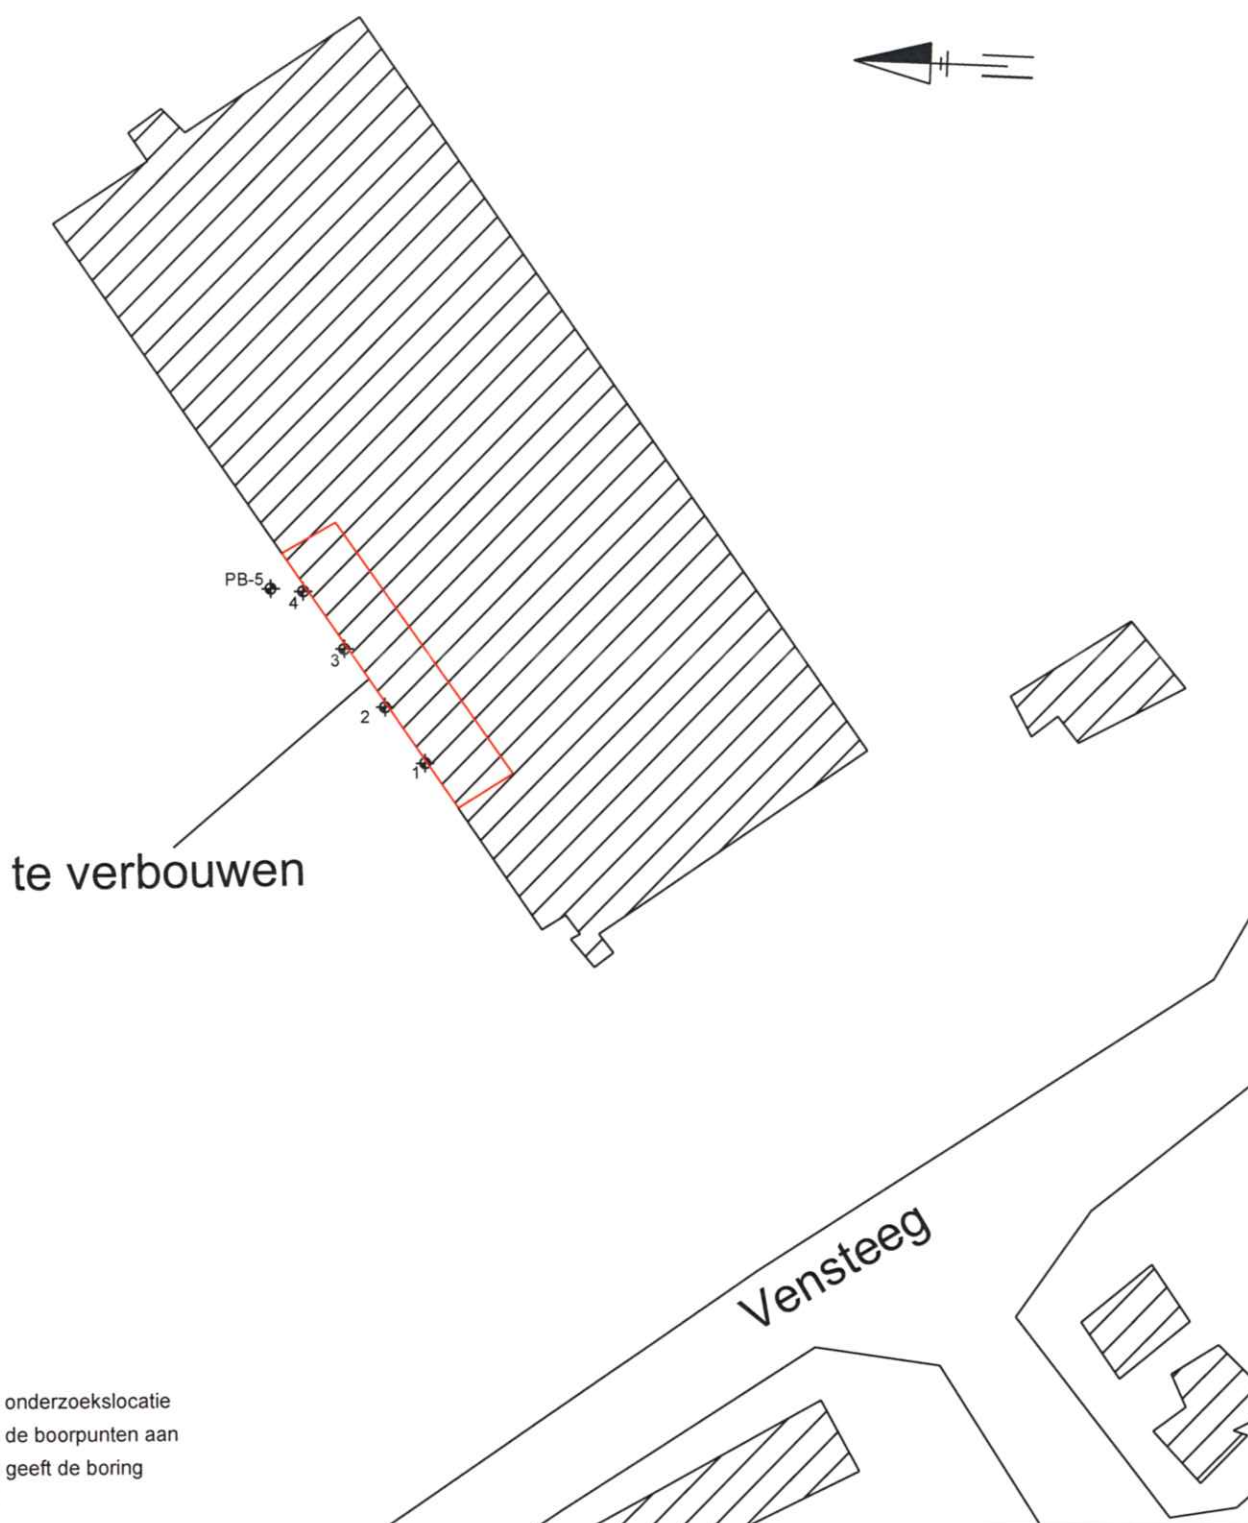 PB-5
4
3
2
1
te verbouwen
Vensteeg
onderzoekslocatie
de boorpunten aan
geeft de boring